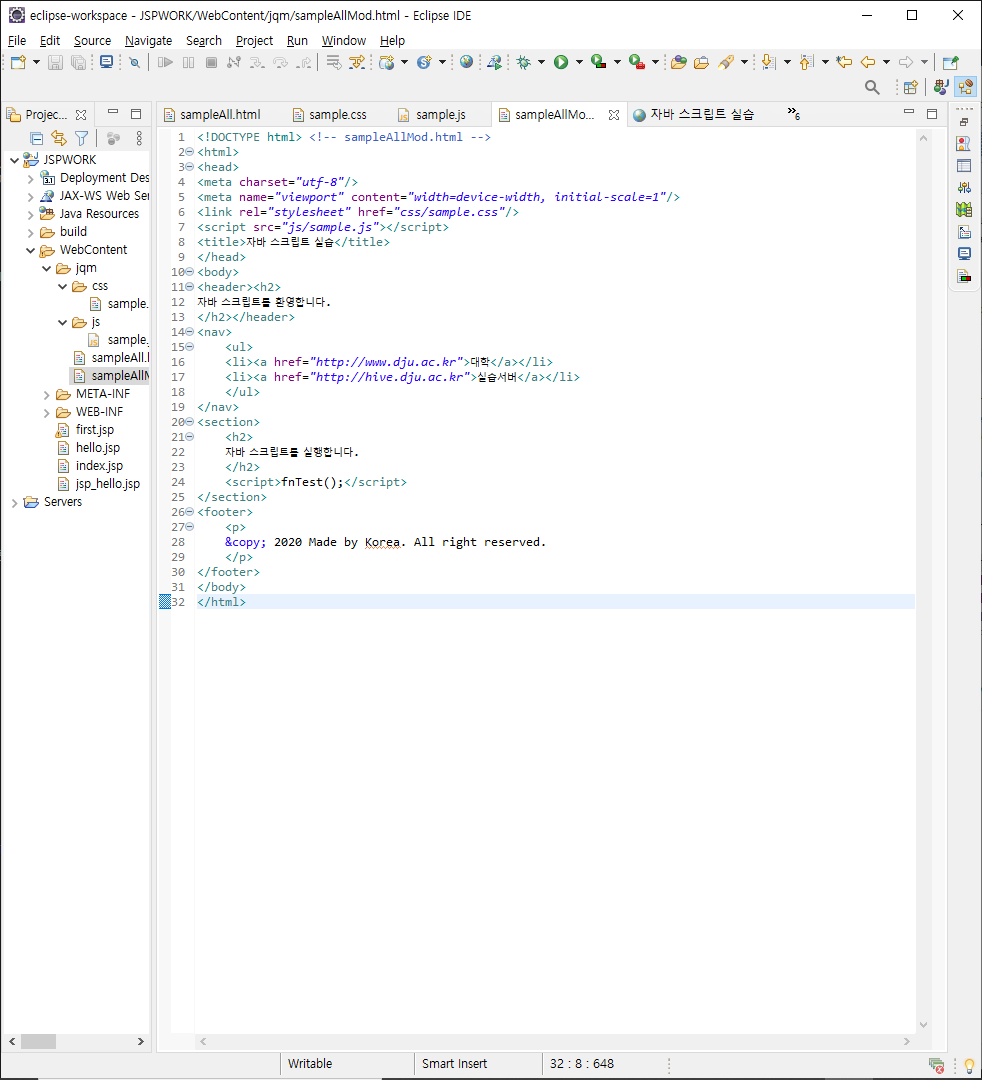 eclipse-workspace - JSPWORK/WebContent/jqm/sampleAllMod.html - Eclipse IDE
File Edit Source Navigate Search Project Run Window Help
Projec...
sampleAll.html sample.css sample.js sampleAllMo... 자바 스크립트 실습 »6
JSPWORK
Deployment Des
JAX-WS Web Ser
Java Resources
build
WebContent
jqm
css
sample.
js
sample.
sampleAll.l
sampleAllM
META-INF
WEB-INF
first.jsp
hello.jsp
index.jsp
jsp_hello.jsp
Servers
1 <!DOCTYPE html> <!-- sampleAllMod.html -->
2 <html>
3 <head>
4 <meta charset="utf-8"/>
5 <meta name="viewport" content="width=device-width, initial-scale=1"/>
6 <link rel="stylesheet" href="css/sample.css"/>
7 <script src="js/sample.js"></script>
8 <title>자바 스크립트 실습</title>
9 </head>
10 <body>
11 <header><h2>
12 자바 스크립트를 환영합니다.
13 </h2></header>
14 <nav>
15 <ul>
16 <li><a href="http://www.dju.ac.kr">대학</a></li>
17 <li><a href="http://hive.dju.ac.kr">실습서버</a></li>
18 </ul>
19 </nav>
20 <section>
21 <h2>
22 자바 스크립트를 실행합니다.
23 </h2>
24 <script>fnTest();</script>
25 </section>
26 <footer>
27 <p>
28 &copy; 2020 Made by Korea. All right reserved.
29 </p>
30 </footer>
31 </body>
32 </html>
Writable Smart Insert 32 : 8 : 648